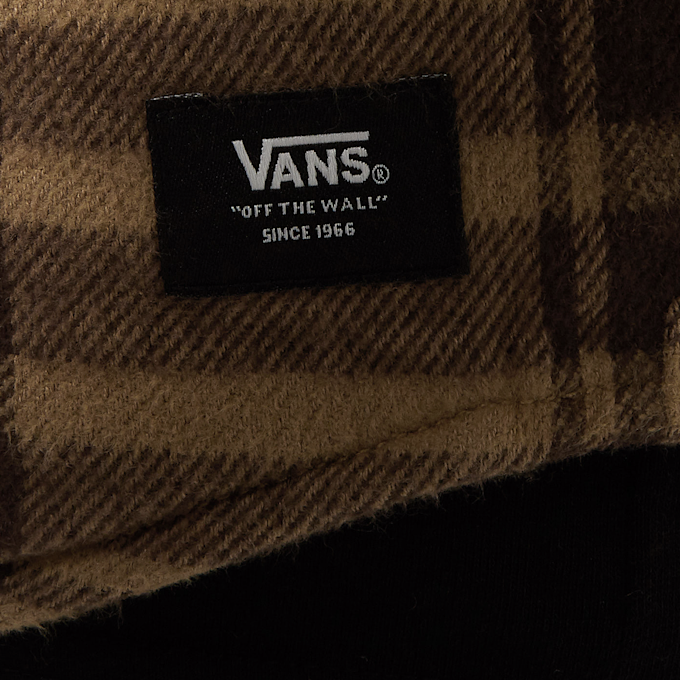 VANS®
"OFF THE WALL"
SINCE 1966